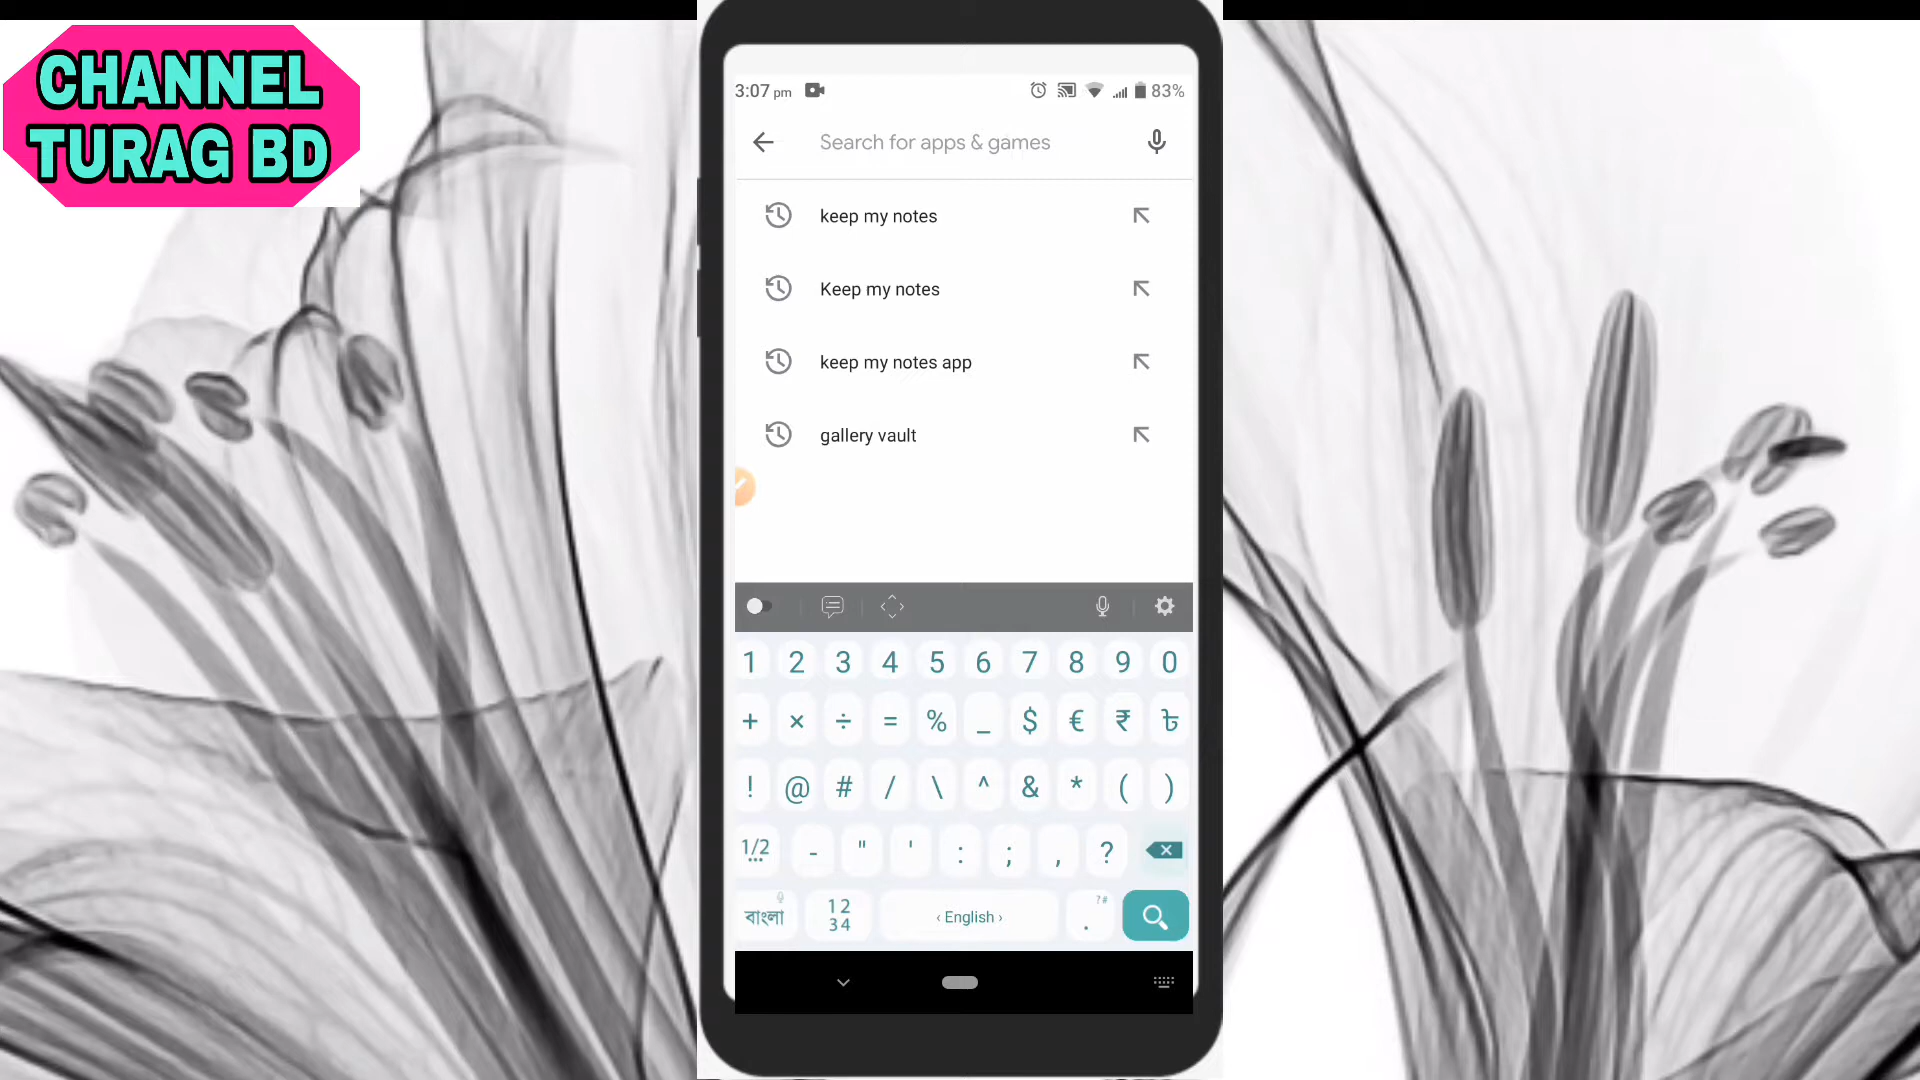 CHANNEL
TURAG BD
3:07 pm 83%
Search for apps & games
keep my notes
Keep my notes
keep my notes app
gallery vault
1 2 3 4 5 6 7 8 9 0
+ × ÷ = % _ $ € ₹ ৳
! @ # / \ ^ & * ( )
1/2 - " ' : ; , ?
বাংলা 12 34 ‹ English › . ?#